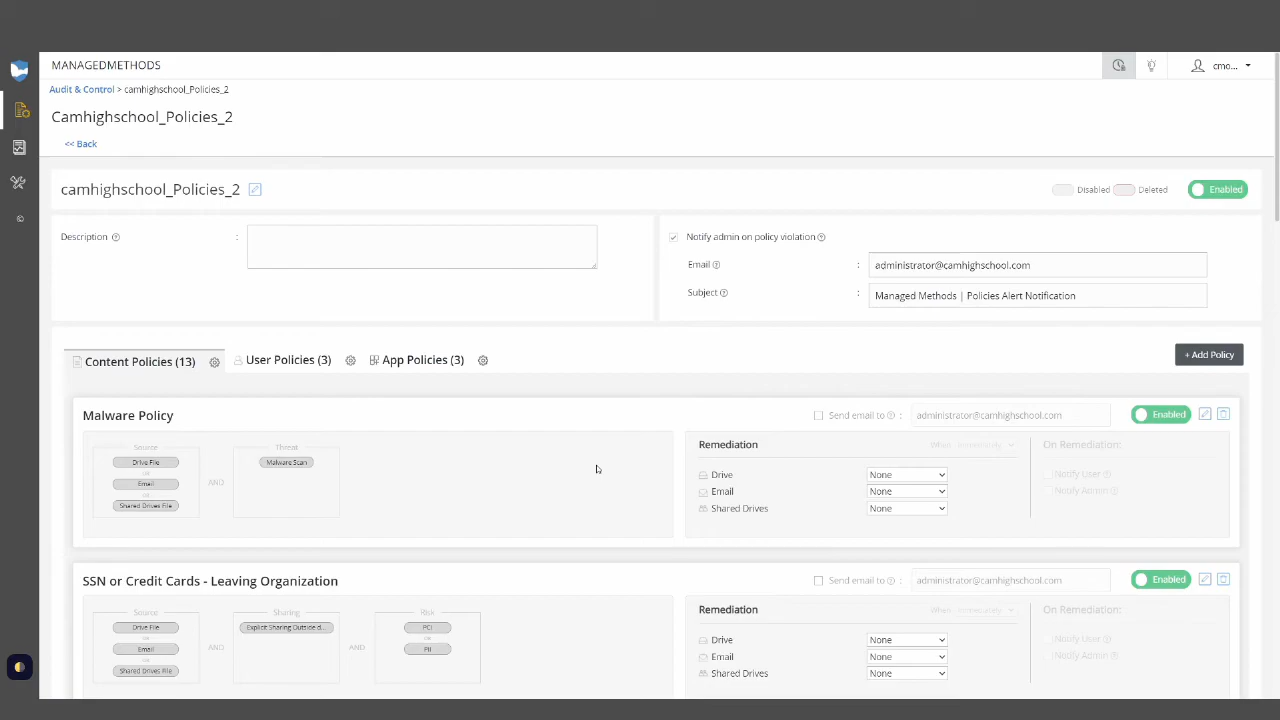 MANAGEDMETHODS
cmo...
Audit & Control > camhighschool_Policies_2
Camhighschool_Policies_2
<< Back
camhighschool_Policies_2
Disabled Deleted Enabled
Description :
Notify admin on policy violation
Email : administrator@camhighschool.com
Subject : Managed Methods | Policies Alert Notification
Content Policies (13) User Policies (3) App Policies (3) + Add Policy
Malware Policy Send email to : administrator@camhighschool.com Enabled
Source Threat
Drive File Malware Scan
or
Email AND
or
Shared Drives File
Remediation When immediately On Remediation:
Drive None Notify User
Email None Notify Admin
Shared Drives None
SSN or Credit Cards - Leaving Organization Send email to : administrator@camhighschool.com Enabled
Source Sharing Risk
Drive File Explicit Sharing Outside d... PCI
or or
Email AND AND PII
or
Shared Drives File
Remediation When immediately On Remediation:
Drive None Notify User
Email None Notify Admin
Shared Drives None